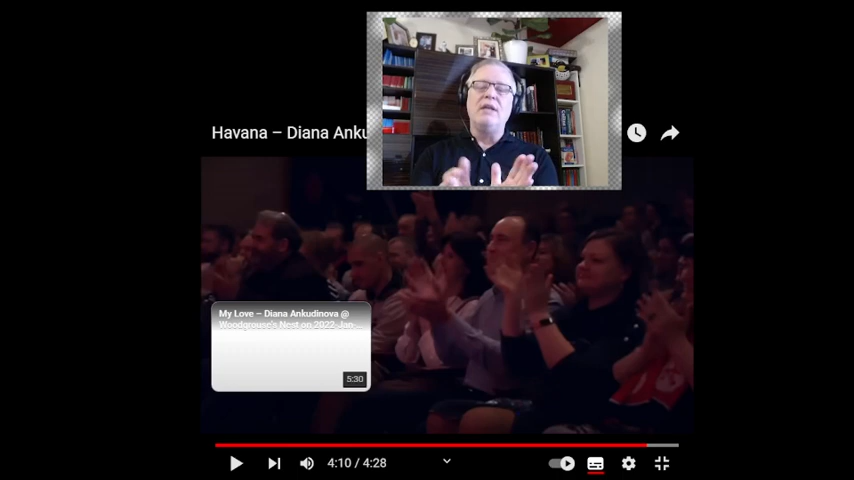 Havana – Diana Anku
My Love – Diana Ankudinova @
Woodgrouse's Nest on 2022-Jan-...
5:30
4:10 / 4:28